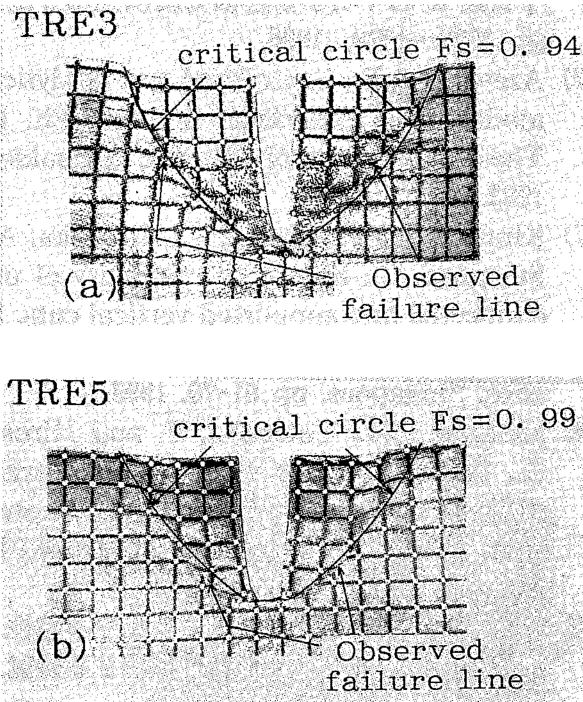 TRE3
critical circle Fs=0.94
Observed
failure line
(a)
TRE5
critical circle Fs=0.99
Observed
failure line
(b)